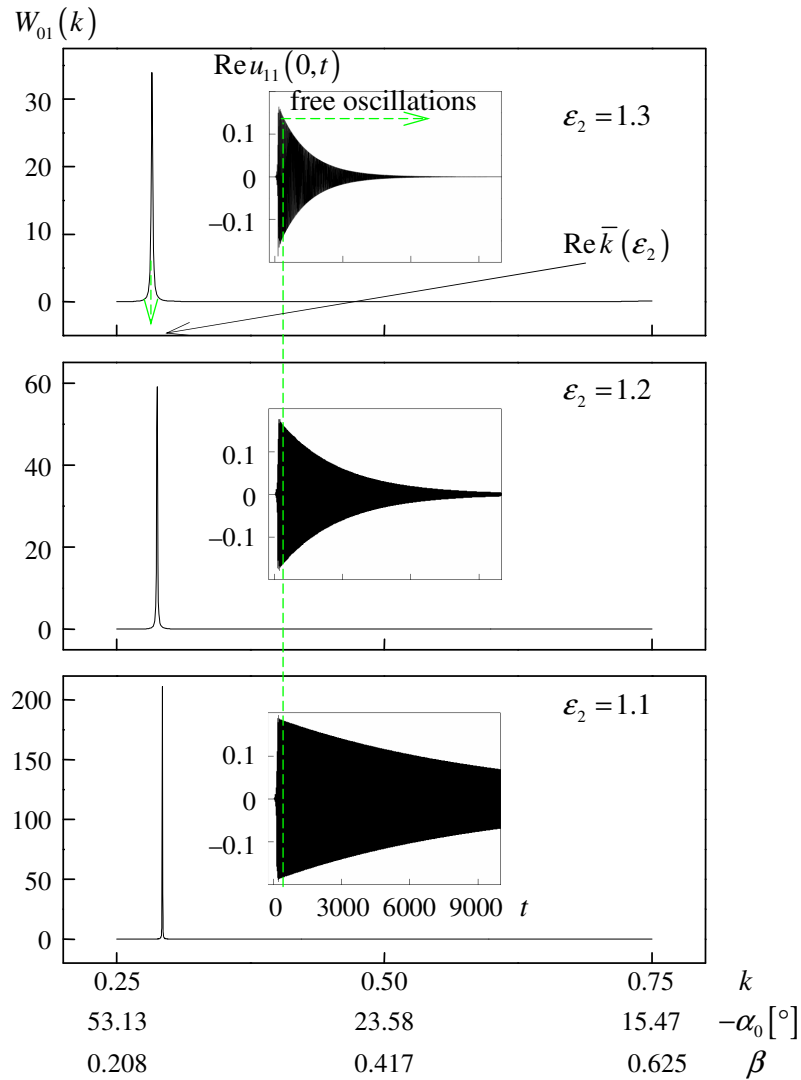 W₀₁(k)
Re u₁₁(0,t)
free oscillations
ε₂ = 1.3
30
20
10
0
0.1
0
−0.1
Re k̅(ε₂)
ε₂ = 1.2
60
40
20
0
0.1
0
−0.1
ε₂ = 1.1
200
150
100
50
0
0.1
0
−0.1
0 3000 6000 9000 t
0.25 0.50 0.75 k
53.13 23.58 15.47 −α₀[°]
0.208 0.417 0.625 β